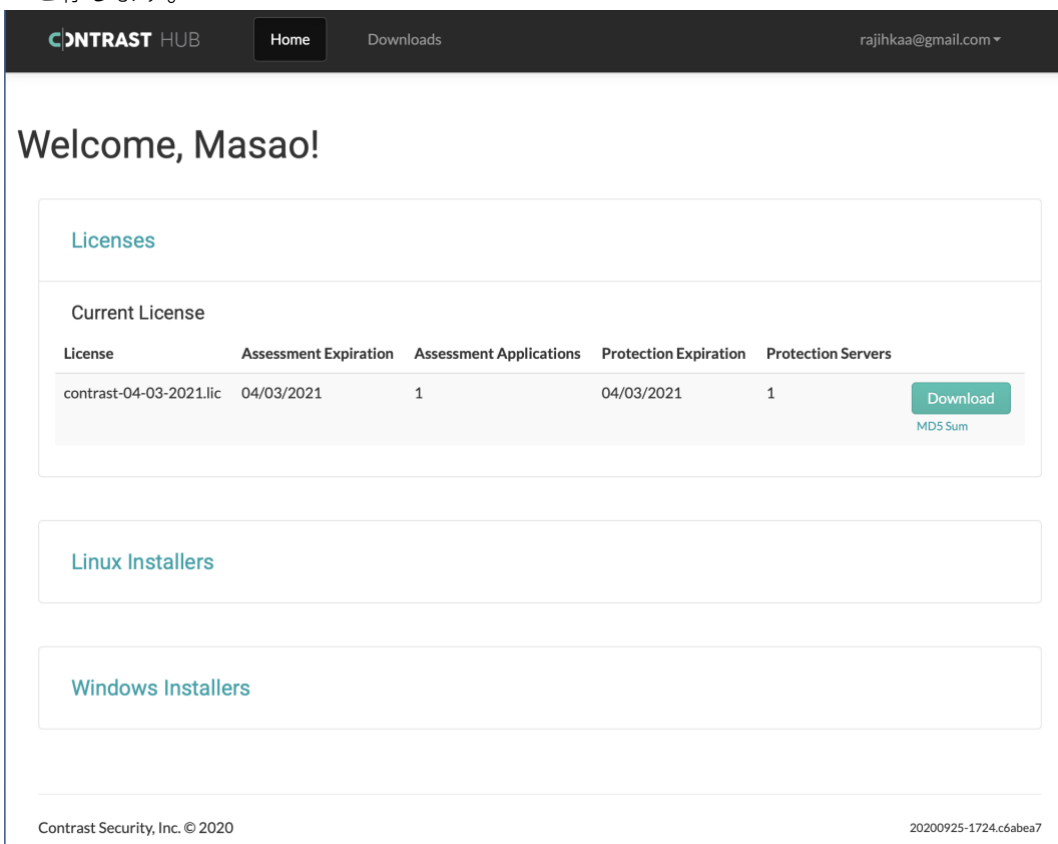 CONTRAST HUB Home Downloads rajihkaa@gmail.com
Welcome, Masao!
Licenses
Current License
License Assessment Expiration Assessment Applications Protection Expiration Protection Servers
contrast-04-03-2021.lic 04/03/2021 1 04/03/2021 1 Download
MD5 Sum
Linux Installers
Windows Installers
Contrast Security, Inc. © 2020 20200925-1724.c6abea7